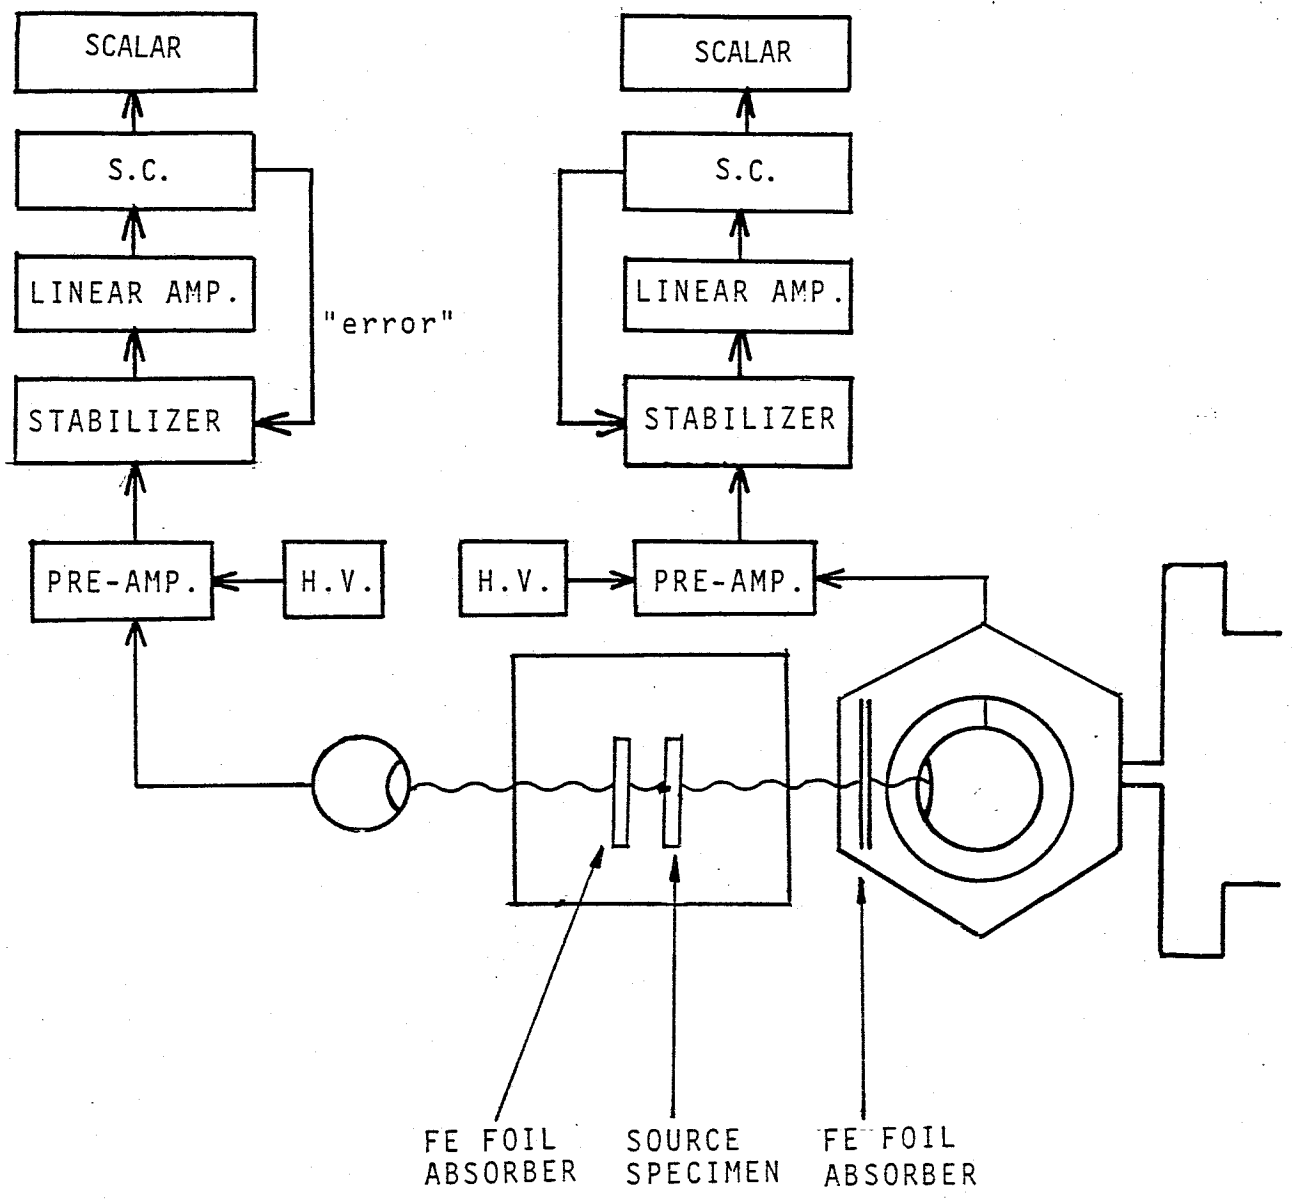 SCALAR
SCALAR
S.C.
S.C.
LINEAR AMP.
LINEAR AMP.
"error"
STABILIZER
STABILIZER
PRE-AMP.
H.V.
H.V.
PRE-AMP.
FE FOIL
ABSORBER
SOURCE
SPECIMEN
FE FOIL
ABSORBER